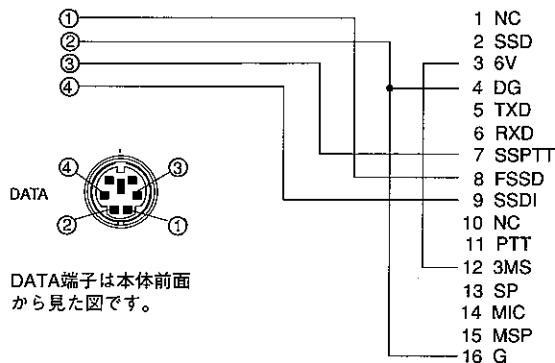 ①
②
③
④
1 NC
2 SSD
3 6V
4 DG
5 TXD
6 RXD
7 SSPTT
8 FSSD
9 SSDI
10 NC
11 PTT
12 3MS
13 SP
14 MIC
15 MSP
16 G
④
③
DATA
②
①
DATA端子は本体前面
から見た図です。